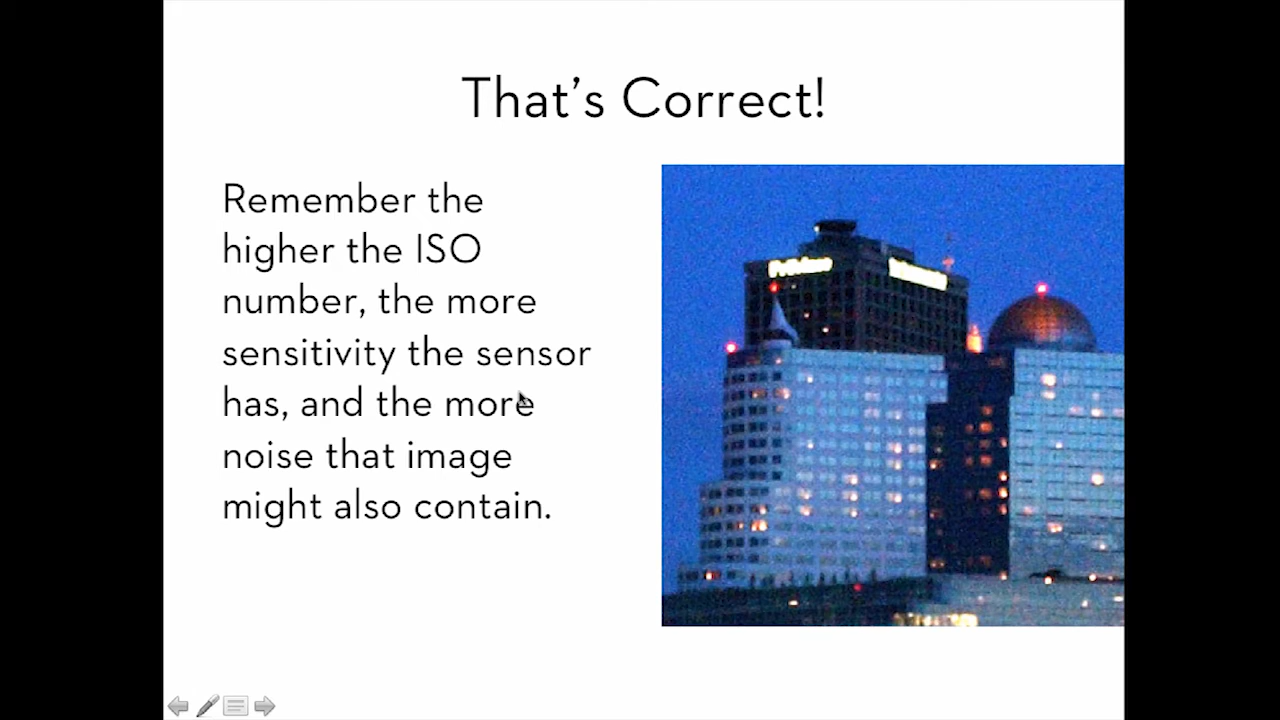 That's Correct!
Remember the
higher the ISO
number, the more
sensitivity the sensor
has, and the more
noise that image
might also contain.